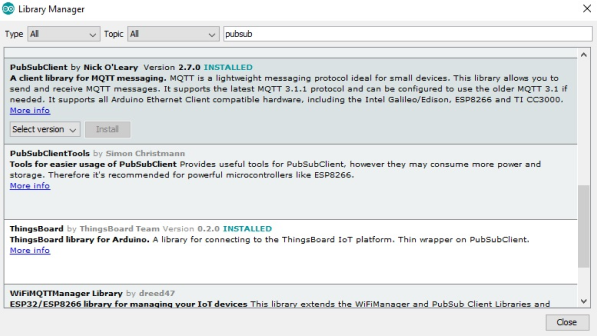 Library Manager
Type All Topic All pubsub
PubSubClient by Nick O'Leary Version 2.7.0 INSTALLED
A client library for MQTT messaging. MQTT is a lightweight messaging protocol ideal for small devices. This library allows you to
send and receive MQTT messages. It supports the latest MQTT 3.1.1 protocol and can be configured to use the older MQTT 3.1 if
needed. It supports all Arduino Ethernet Client compatible hardware, including the Intel Galileo/Edison, ESP8266 and TI CC3000.
More info
Select version Install
PubSubClientTools by Simon Christmann
Tools for easier usage of PubSubClient Provides useful tools for PubSubClient, however they may consume more power and
storage. Therefore it's recommended for powerful microcontrollers like ESP8266.
More info
ThingsBoard by ThingsBoard Team Version 0.2.0 INSTALLED
ThingsBoard library for Arduino. A library for connecting to the ThingsBoard IoT platform. Thin wrapper on PubSubClient.
More info
WiFiMQTTManager Library by dreed47
ESP32/ESP8266 library for managing your IoT devices This library extends the WiFiManager and PubSub Client Libraries and
Close